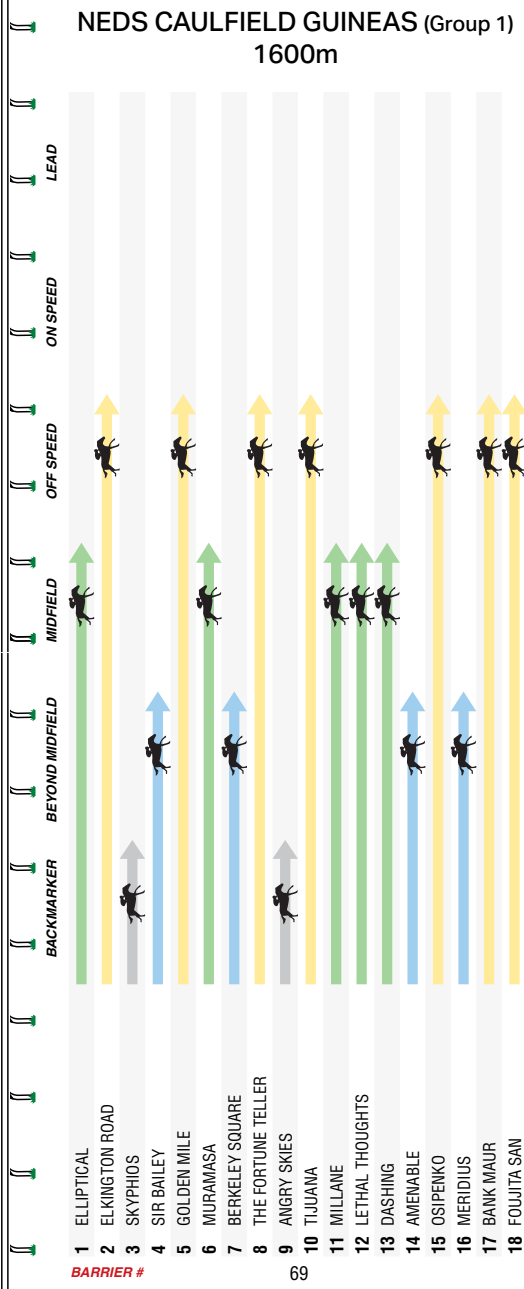 NEDS CAULFIELD GUINEAS (Group 1)
1600m
LEAD
ON SPEED
OFF SPEED
MIDFIELD
BEYOND MIDFIELD
BACKMARKER
1 ELLIPTICAL
2 ELKINGTON ROAD
3 SKYPHIOS
4 SIR BAILEY
5 GOLDEN MILE
6 MURAMASA
7 BERKELEY SQUARE
8 THE FORTUNE TELLER
9 ANGRY SKIES
10 TIJUANA
11 MILLANE
12 LETHAL THOUGHTS
13 DASHING
14 AMENABLE
15 OSIPENKO
16 MERIDIUS
17 BANK MAUR
18 FOUJITA SAN
BARRIER #
69